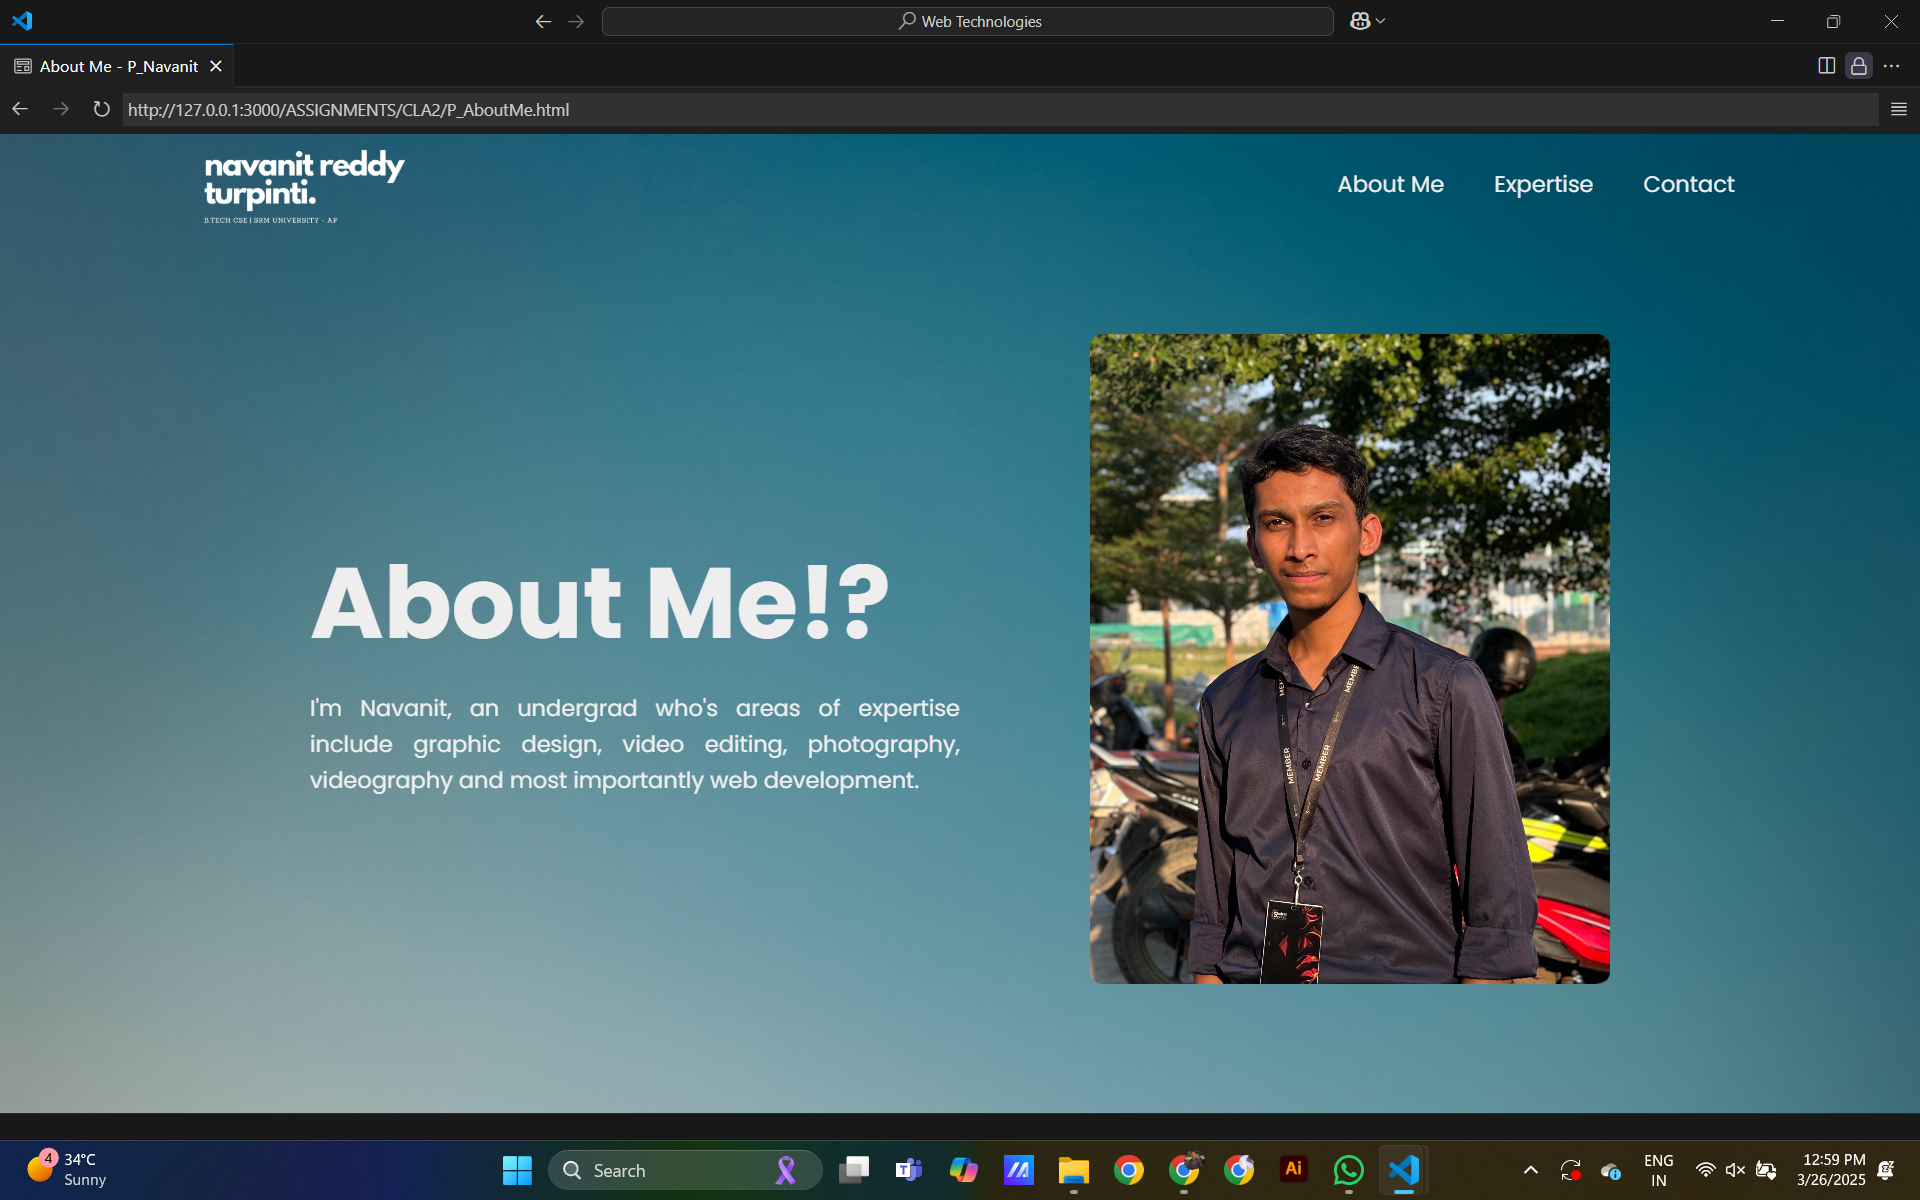 Web Technologies
About Me - P_Navanit
http://127.0.0.1:3000/ASSIGNMENTS/CLA2/P_AboutMe.html
navanit reddy
turpinti.
B.TECH CSE | SRM UNIVERSITY - AP
About Me
Expertise
Contact
About Me!?
I'm Navanit, an undergrad who's areas of expertise
include graphic design, video editing, photography,
videography and most importantly web development.
MEMBER
MEMBER
MEMBER
4
34°C
Sunny
Search
Ai
ENG
IN
12:59 PM
3/26/2025